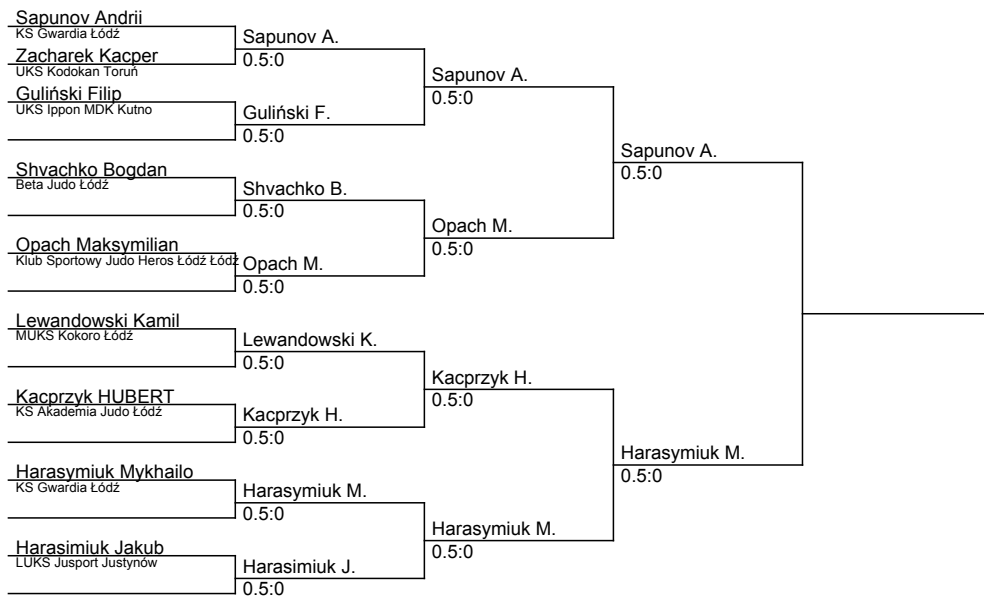 Sapunov Andrii
KS Gwardia Łódź
Zacharek Kacper
UKS Kodokan Toruń
Guliński Filip
UKS Ippon MDK Kutno
Shvachko Bogdan
Beta Judo Łódź
Opach Maksymilian
Klub Sportowy Judo Heros Łódź Łódź
Lewandowski Kamil
MUKS Kokoro Łódź
Kacprzyk HUBERT
KS Akademia Judo Łódź
Harasymiuk Mykhailo
KS Gwardia Łódź
Harasimiuk Jakub
LUKS Jusport Justynów
Sapunov A.
0.5:0
Guliński F.
0.5:0
Shvachko B.
0.5:0
Opach M.
0.5:0
Lewandowski K.
0.5:0
Kacprzyk H.
0.5:0
Harasymiuk M.
0.5:0
Harasimiuk J.
0.5:0
Sapunov A.
0.5:0
Opach M.
0.5:0
Kacprzyk H.
0.5:0
Harasymiuk M.
0.5:0
Sapunov A.
0.5:0
Harasymiuk M.
0.5:0